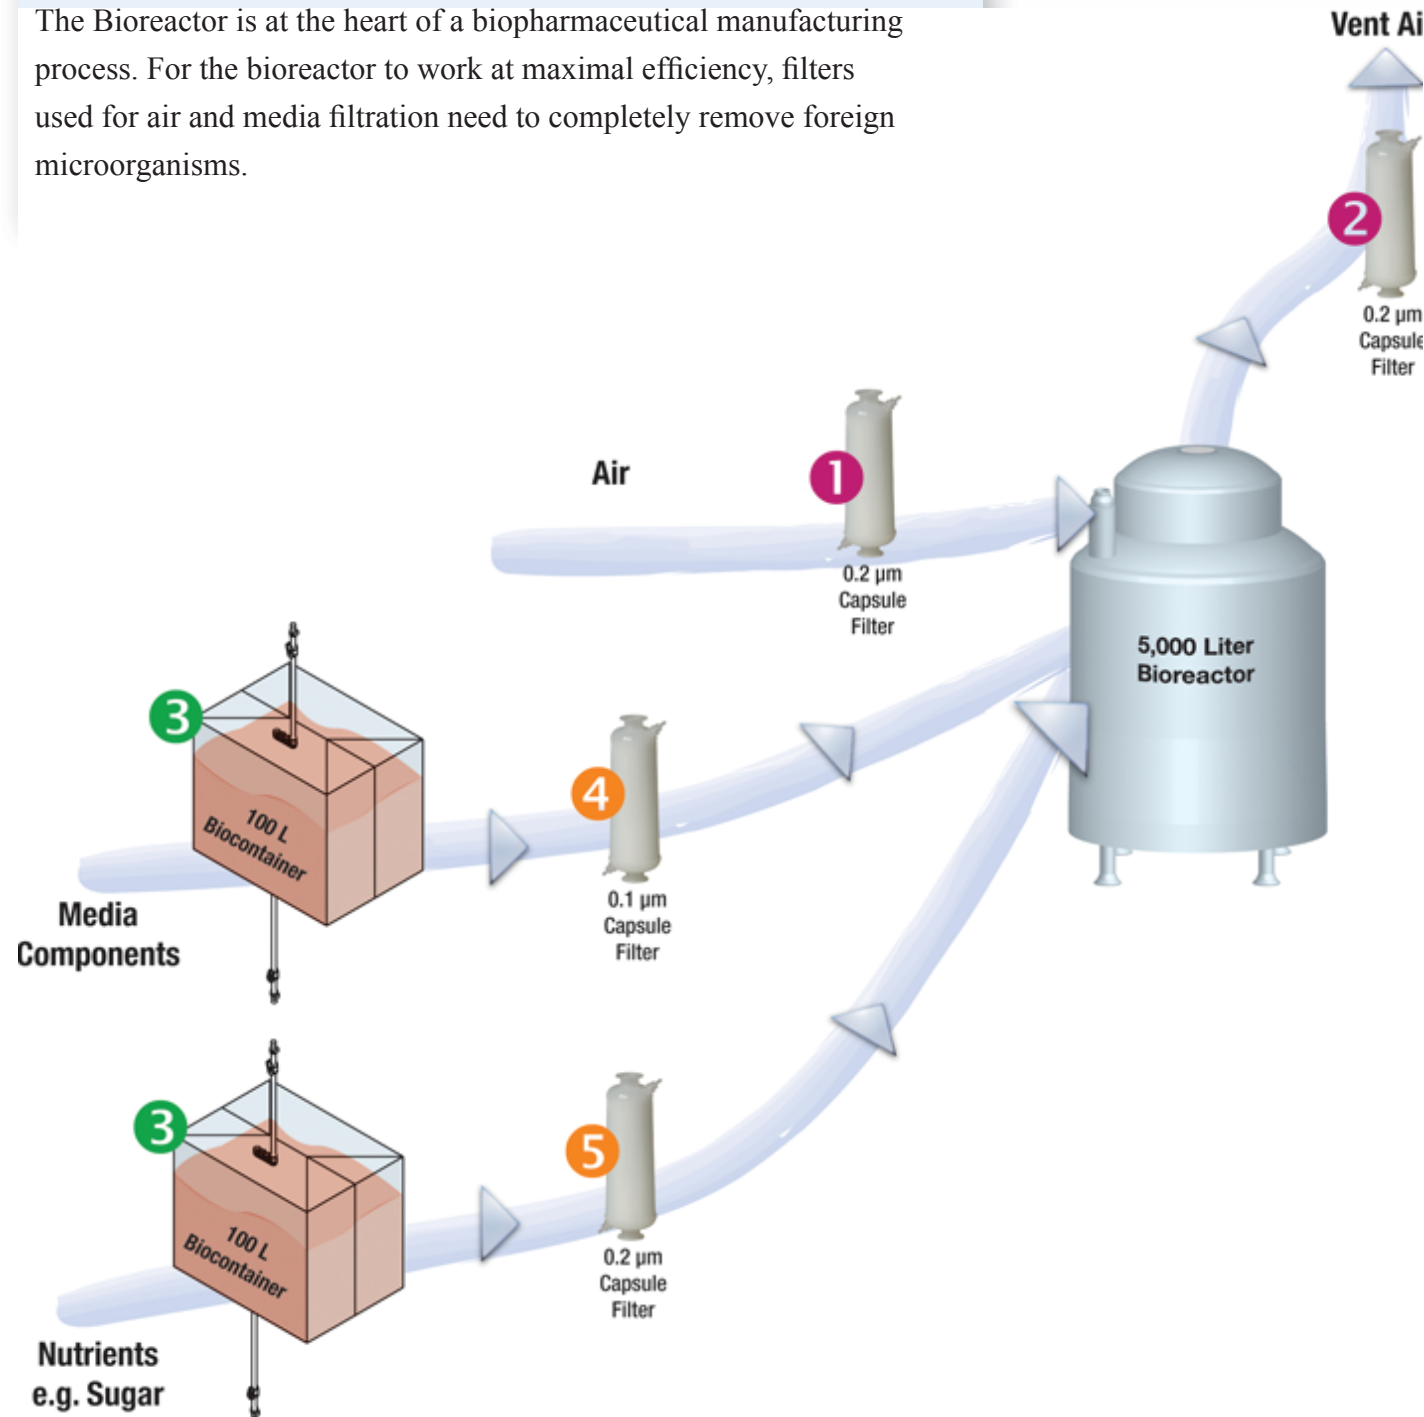 The Bioreactor is at the heart of a biopharmaceutical manufacturing
process. For the bioreactor to work at maximal efficiency, filters
used for air and media filtration need to completely remove foreign
microorganisms.
Vent Ai
2
0.2 µm
Capsule
Filter
Air
1
0.2 µm
Capsule
Filter
5,000 Liter
Bioreactor
3
100 L
Biocontainer
4
0.1 µm
Capsule
Filter
Media
Components
3
100 L
Biocontainer
5
0.2 µm
Capsule
Filter
Nutrients
e.g. Sugar